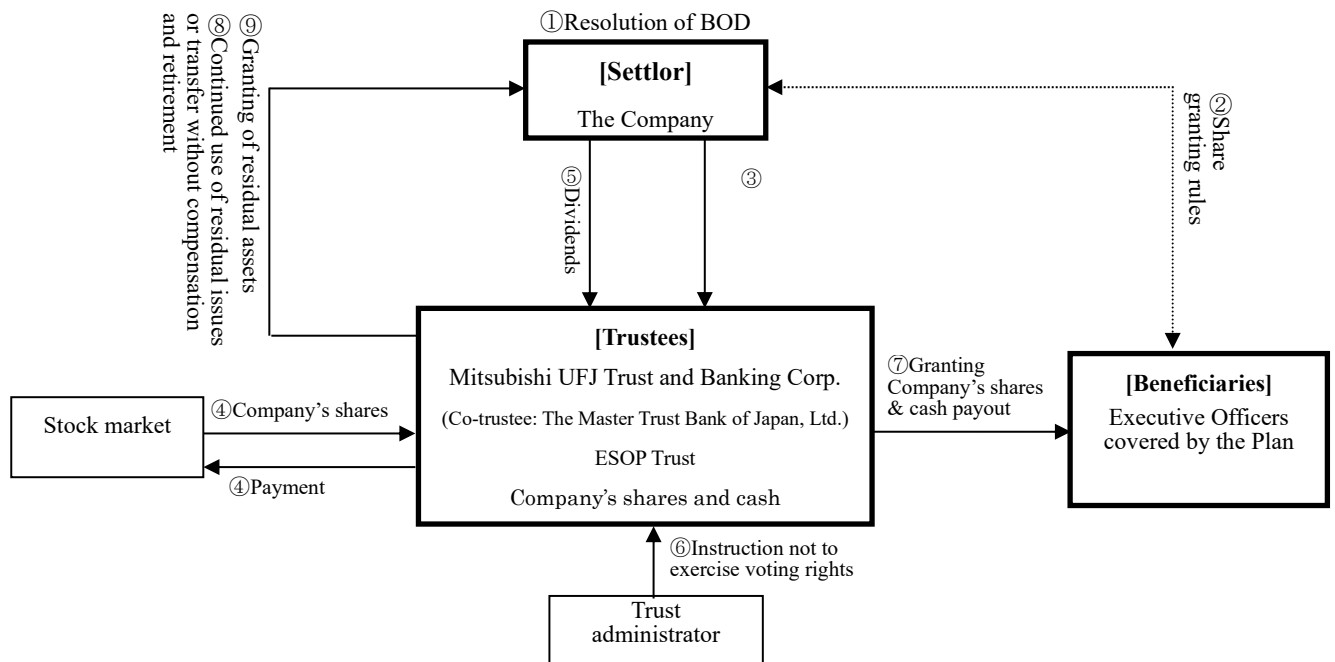 ①Resolution of BOD
[Settlor]
The Company
⑨Granting of residual assets
⑧Continued use of residual issues
or transfer without compensation
and retirement
⑤Dividends
③
②Share
granting rules
[Trustees]
Mitsubishi UFJ Trust and Banking Corp.
(Co-trustee: The Master Trust Bank of Japan, Ltd.)
ESOP Trust
Company’s shares and cash
Stock market
④Company’s shares
④Payment
⑦Granting
Company’s shares
& cash payout
[Beneficiaries]
Executive Officers
covered by the Plan
⑥Instruction not to
exercise voting rights
Trust
administrator